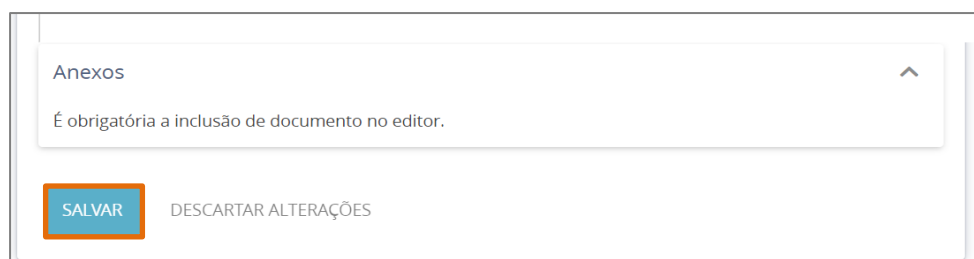 Anexos
É obrigatória a inclusão de documento no editor.
SALVAR DESCARTAR ALTERAÇÕES